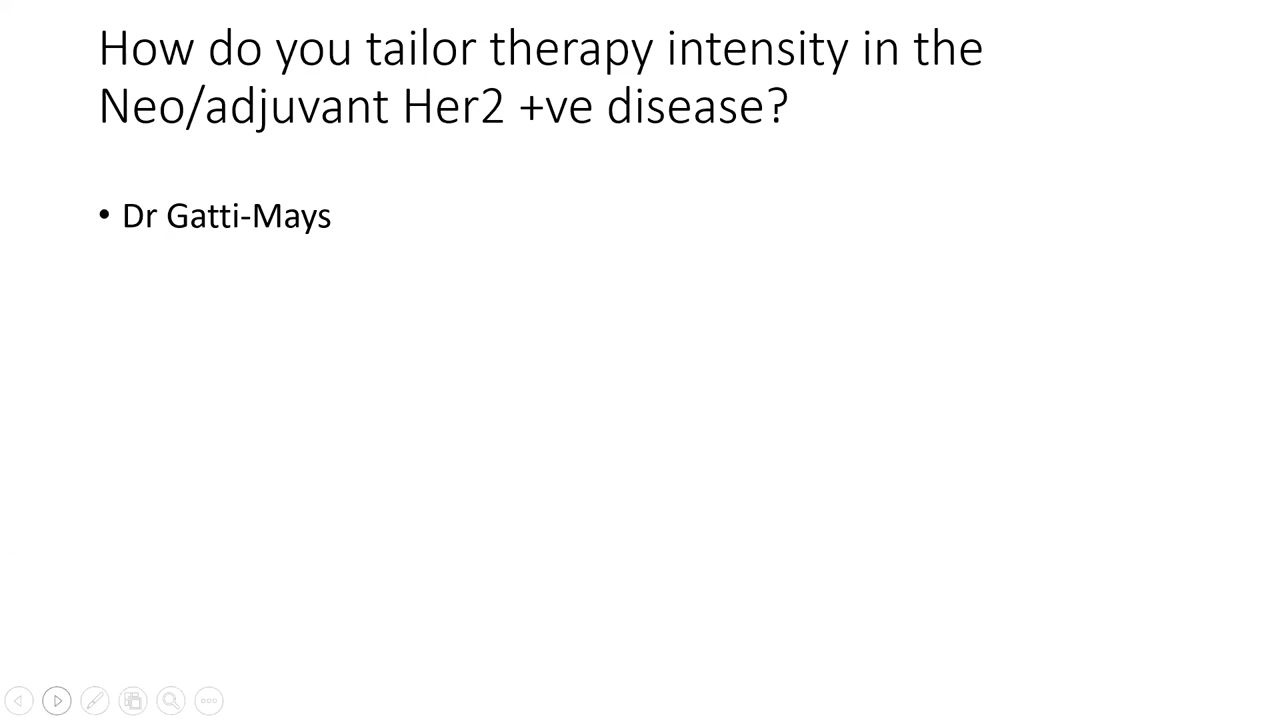 How do you tailor therapy intensity in the
Neo/adjuvant Her2 +ve disease?
• Dr Gatti-Mays